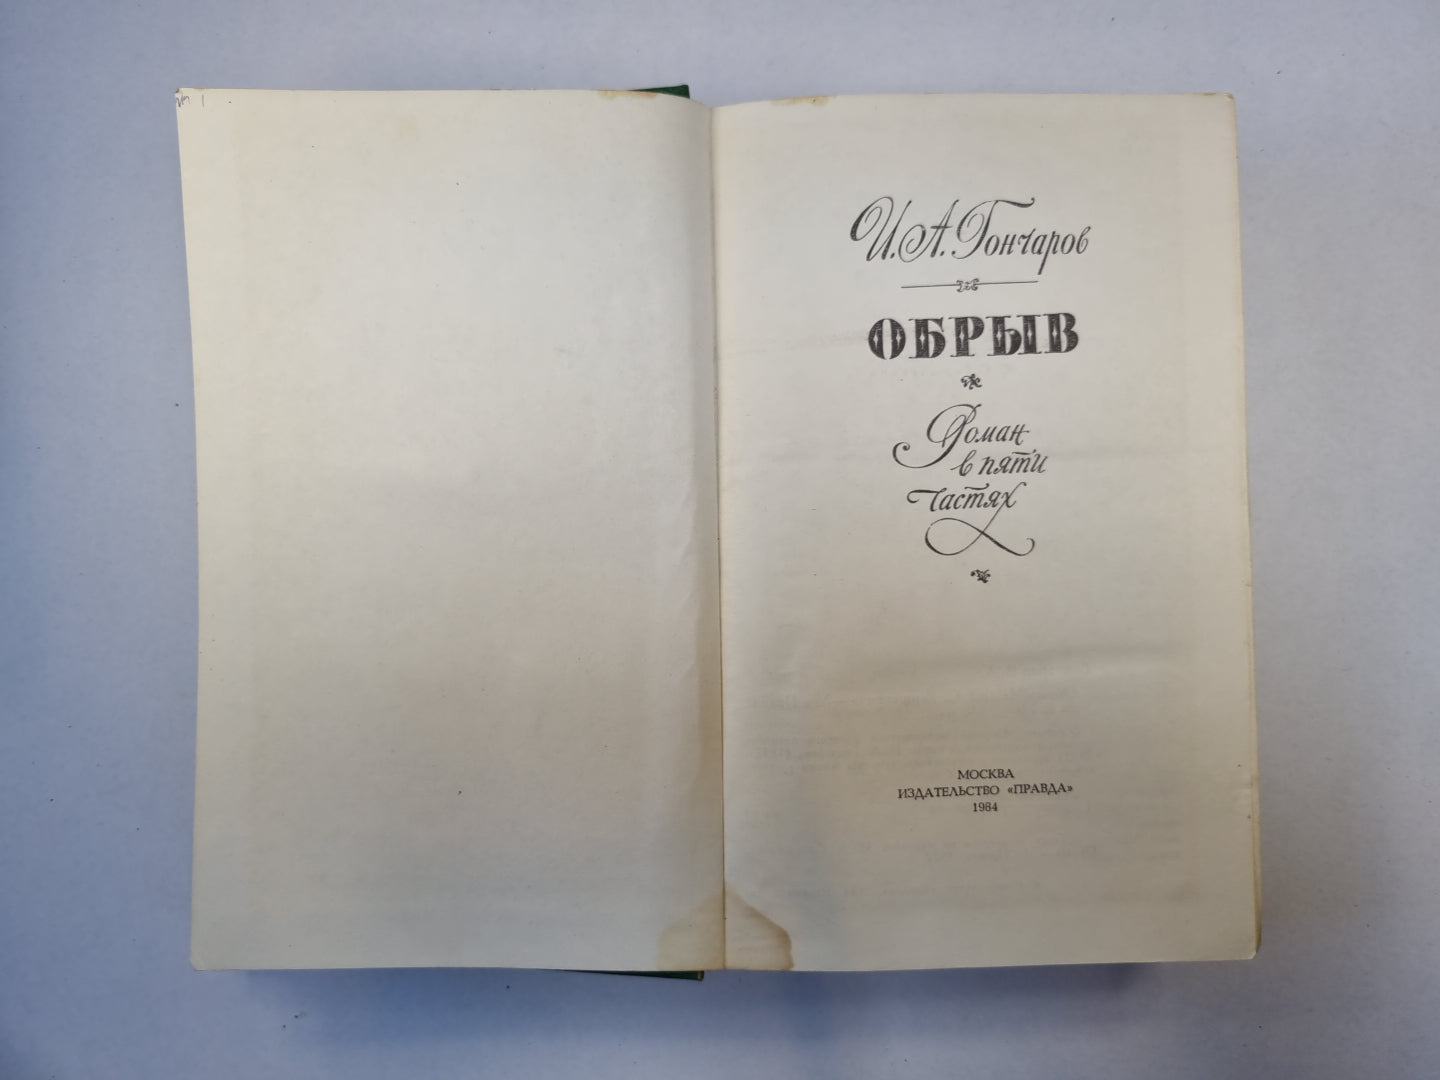 И. А. Гончаров
ОБРЫВ
Роман
в пяти
частях
МОСКВА
ИЗДАТЕЛЬСТВО «ПРАВДА»
1984